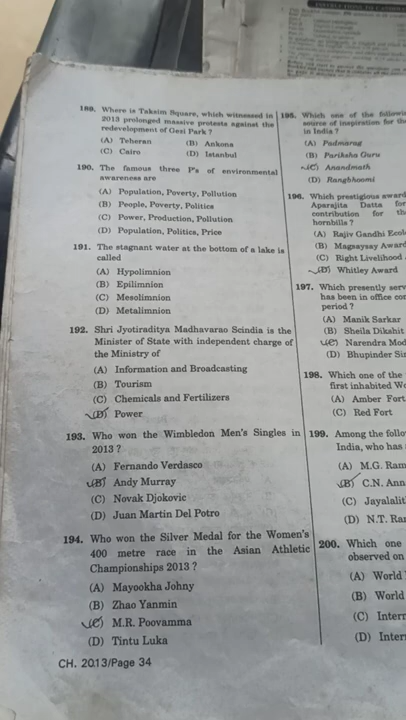 189. Where is Taksim Square, which witnessed in
2013 prolonged massive protests against the
redevelopment of Gezi Park ?
(A) Teheran (B) Ankona
(C) Cairo (D) Istanbul
190. The famous three P's of environmental
awareness are
(A) Population, Poverty, Pollution
(B) People, Poverty, Politics
(C) Power, Production, Pollution
(D) Population, Politics, Price
191. The stagnant water at the bottom of a lake is
called
(A) Hypolimnion
(B) Epilimnion
(C) Mesolimnion
(D) Metalimnion
192. Shri Jyotiraditya Madhavarao Scindia is the
Minister of State with independent charge of
the Ministry of
(A) Information and Broadcasting
(B) Tourism
(C) Chemicals and Fertilizers
(D) Power
193. Who won the Wimbledon Men's Singles in
2013 ?
(A) Fernando Verdasco
(B) Andy Murray
(C) Novak Djokovic
(D) Juan Martin Del Potro
194. Who won the Silver Medal for the Women's
400 metre race in the Asian Athletic
Championships 2013 ?
(A) Mayookha Johny
(B) Zhao Yanmin
(C) M.R. Poovamma
(D) Tintu Luka
CH. 2013/Page 34
195. Which one of the
source of inspiration for
in India ?
(A) Padmarag
(B) Pariksha Guru
(C) Anandmath
(D) Rangbhoomi
196. Which prestigious award
Aparajita Datta for
contribution for
hornbills ?
(A) Rajiv Gandhi
(B) Magsaysay Award
(C) Right Livelihood
(D) Whitley Award
197. Which presently
has been in office
period ?
(A) Manik Sarkar
(B) Sheila Dikshit
(C) Narendra
(D) Bhupinder
198. Which one of the
first inhabited
(A) Amber Fort
(C) Red Fort
199. Among the
India, who has
(A) M.G.
(B) C.N.
(C)
(D) N.T.
200. Which one
observed on
(A) World
(B) World
(C)
(D)